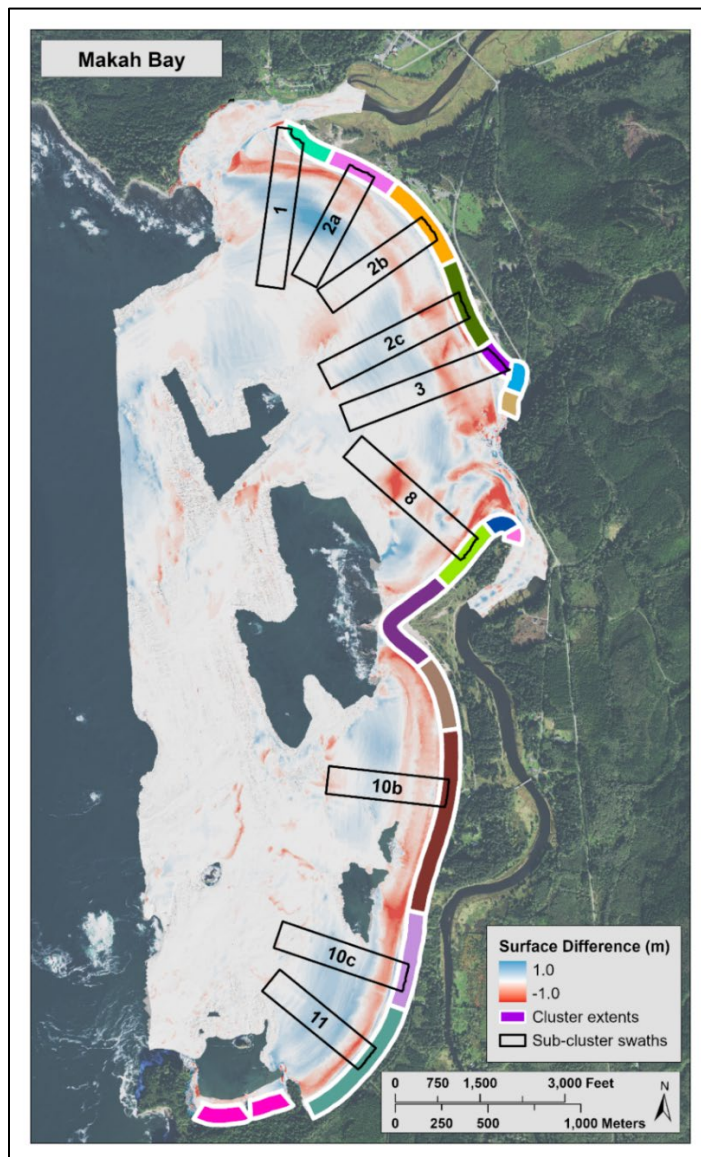 Makah Bay
1
2a
2b
2c
3
8
10b
10c
11
Surface Difference (m)
1.0
-1.0
Cluster extents
Sub-cluster swaths
0 750 1,500 3,000 Feet
N
0 250 500 1,000 Meters